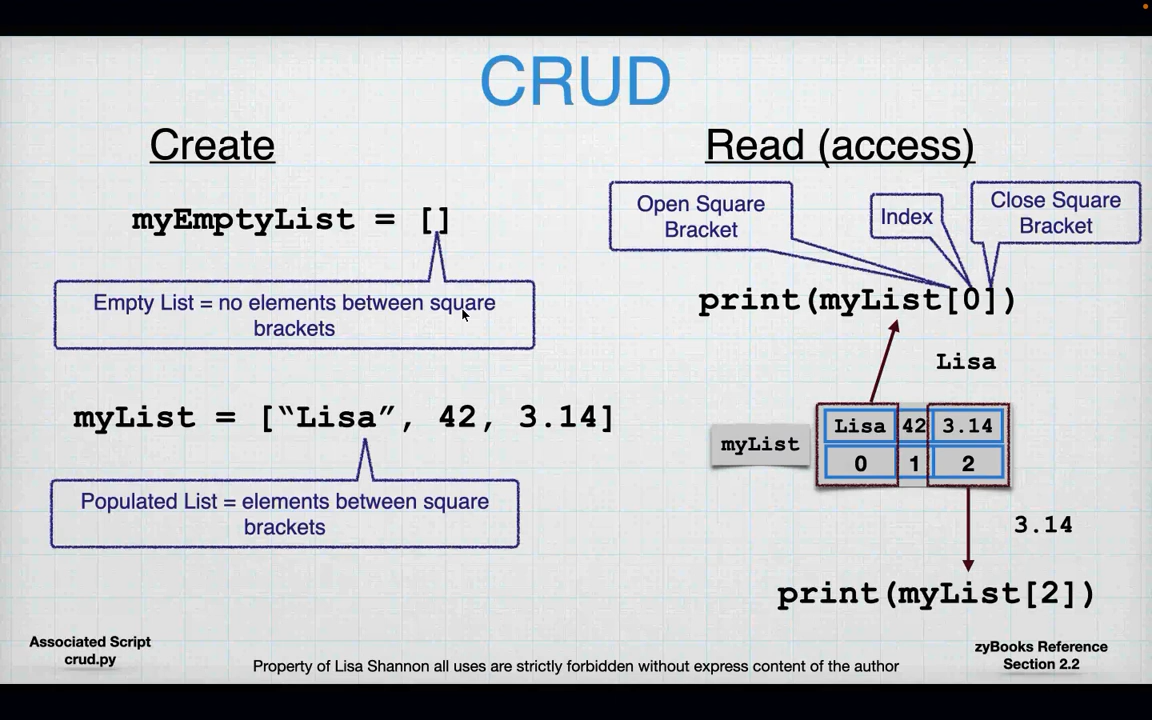 CRUD
Create
myEmptyList = []
Empty List = no elements between square
brackets
myList = [“Lisa”, 42, 3.14]
Populated List = elements between square
brackets
Read (access)
Open Square
Bracket
Index
Close Square
Bracket
print(myList[0])
Lisa
myList
Lisa 42 3.14
0 1 2
3.14
print(myList[2])
Associated Script
crud.py
Property of Lisa Shannon all uses are strictly forbidden without express content of the author
zyBooks Reference
Section 2.2